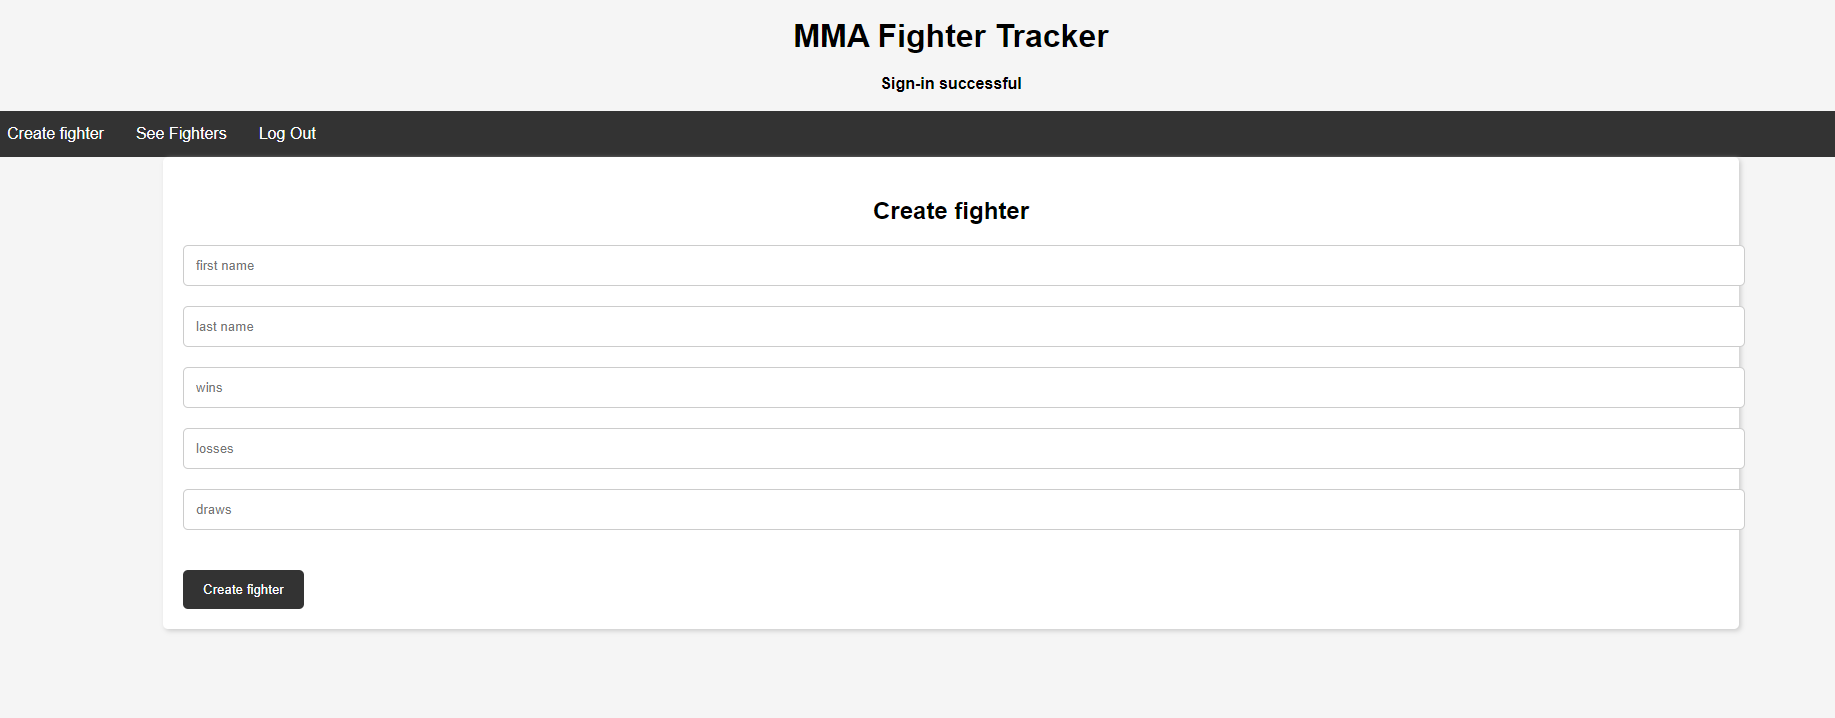 MMA Fighter Tracker
Sign-in successful
Create fighter See Fighters Log Out
Create fighter
first name
last name
wins
losses
draws
Create fighter